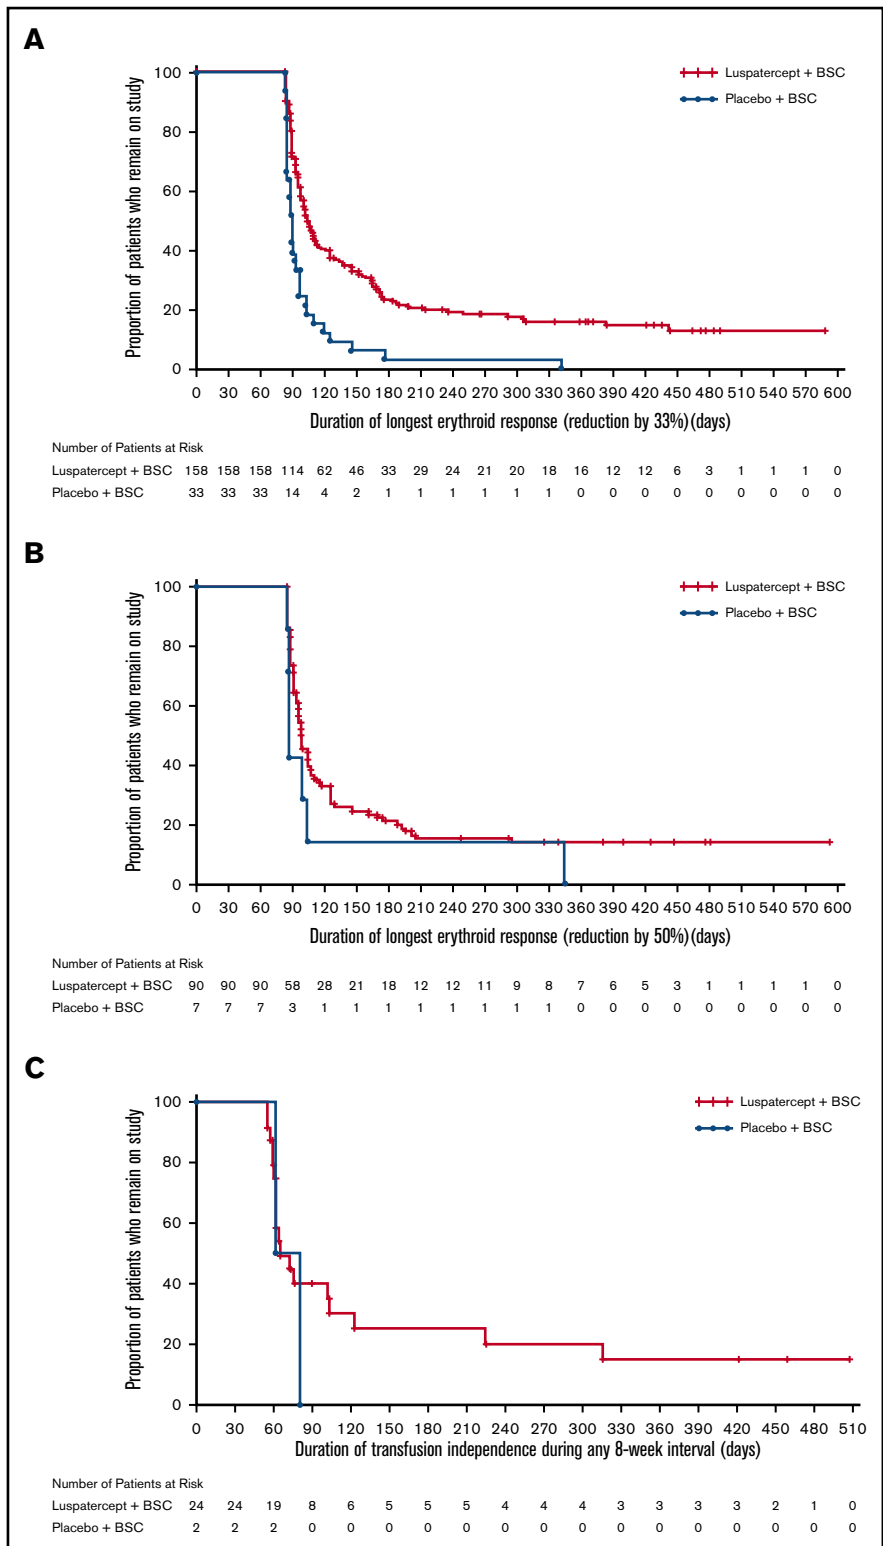 A
100
80
60
40
20
0
Proportion of patients who remain on study
Luspatercept + BSC
Placebo + BSC
0 30 60 90 120 150 180 210 240 270 300 330 360 390 420 450 480 510 540 570 600
Duration of longest erythroid response (reduction by 33%)(days)
Number of Patients at Risk
Luspatercept + BSC 158 158 158 114 62 46 33 29 24 21 20 18 16 12 12 6 3 1 1 1 0
Placebo + BSC 33 33 33 14 4 2 1 1 1 1 1 1 0 0 0 0 0 0 0 0 0
B
100
80
60
40
20
0
Proportion of patients who remain on study
Luspatercept + BSC
Placebo + BSC
0 30 60 90 120 150 180 210 240 270 300 330 360 390 420 450 480 510 540 570 600
Duration of longest erythroid response (reduction by 50%)(days)
Number of Patients at Risk
Luspatercept + BSC 90 90 90 58 28 21 18 12 12 11 9 8 7 6 5 3 1 1 1 1 0
Placebo + BSC 7 7 7 3 1 1 1 1 1 1 1 1 0 0 0 0 0 0 0 0 0
C
100
80
60
40
20
0
Proportion of patients who remain on study
Luspatercept + BSC
Placebo + BSC
0 30 60 90 120 150 180 210 240 270 300 330 360 390 420 450 480 510
Duration of transfusion independence during any 8-week interval (days)
Number of Patients at Risk
Luspatercept + BSC 24 24 19 8 6 5 5 5 4 4 4 3 3 3 3 2 1 0
Placebo + BSC 2 2 2 0 0 0 0 0 0 0 0 0 0 0 0 0 0 0